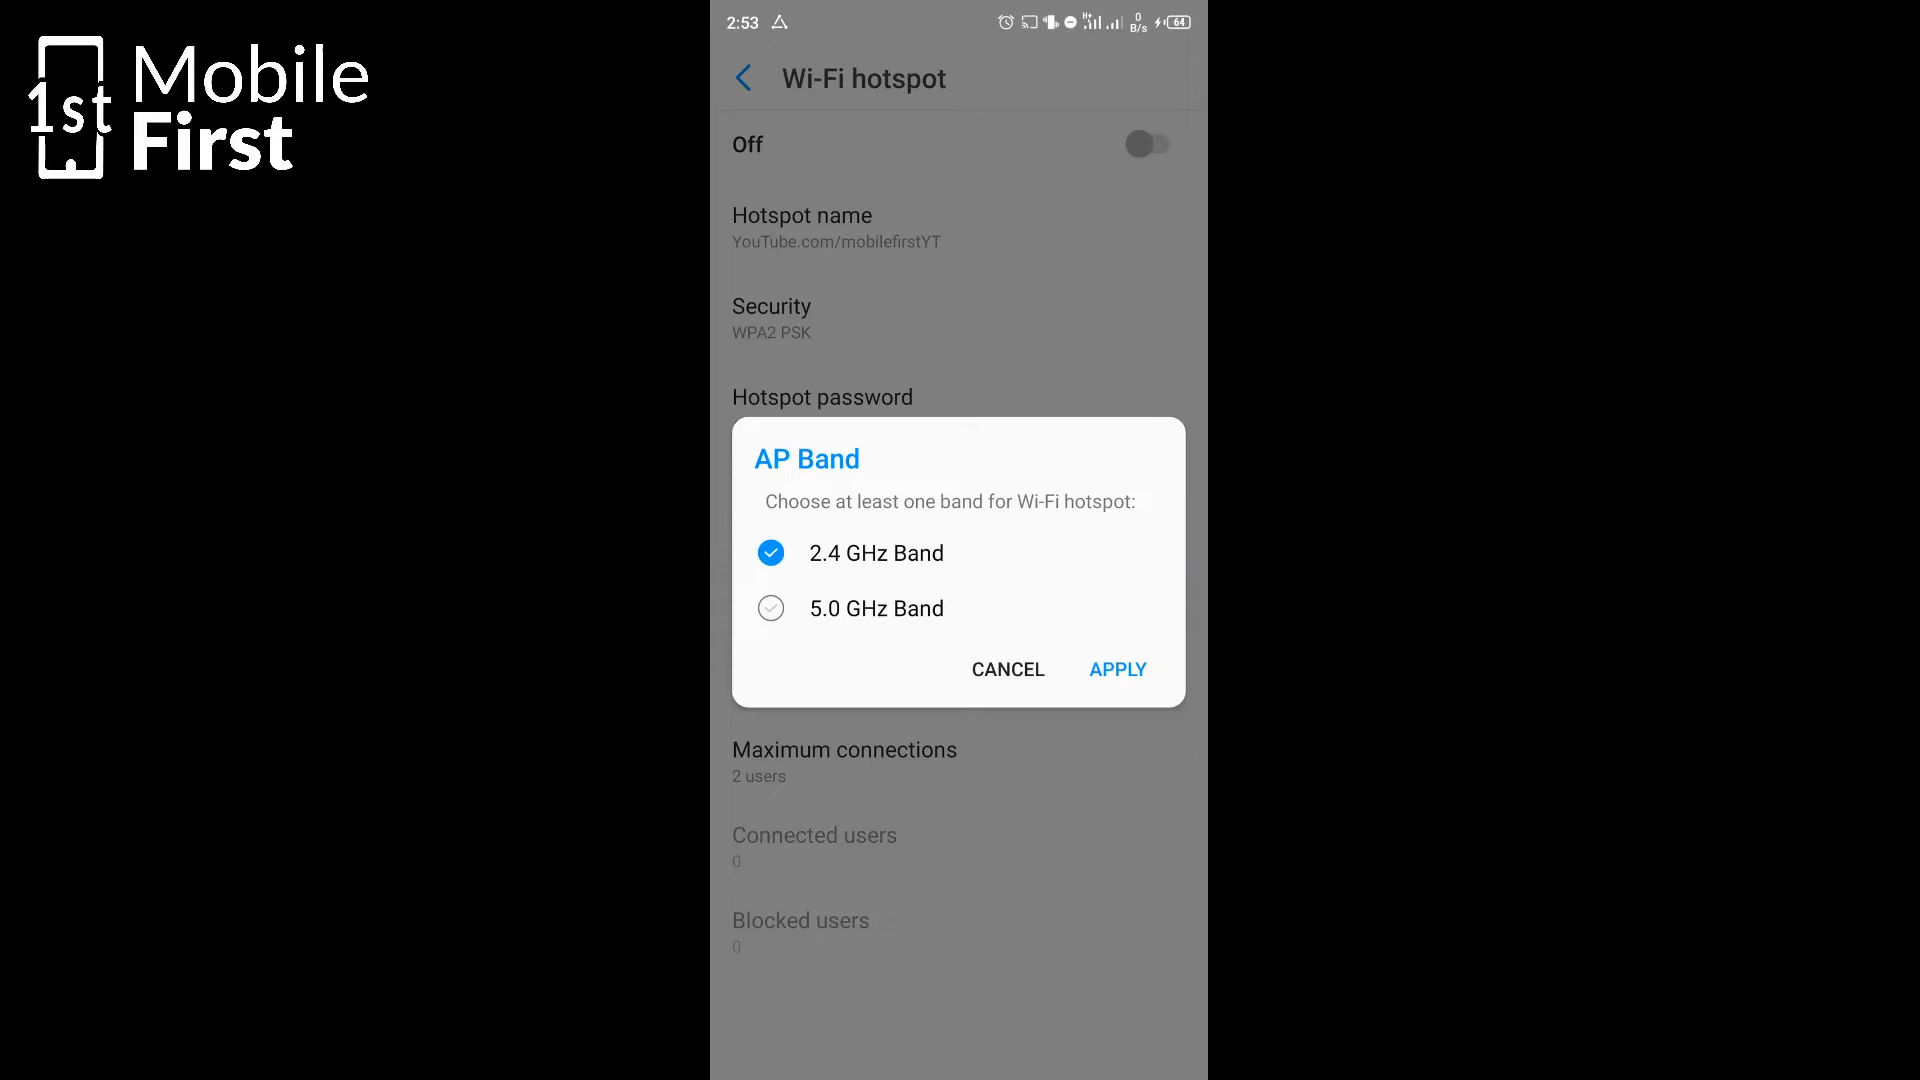 1st Mobile
First
2:53
H+
0
B/s
64
Wi-Fi hotspot
Off
Hotspot name
YouTube.com/mobilefirstYT
Security
WPA2 PSK
Hotspot password
AP Band
Choose at least one band for Wi-Fi hotspot:
2.4 GHz Band
5.0 GHz Band
CANCEL APPLY
Maximum connections
2 users
Connected users
0
Blocked users
0